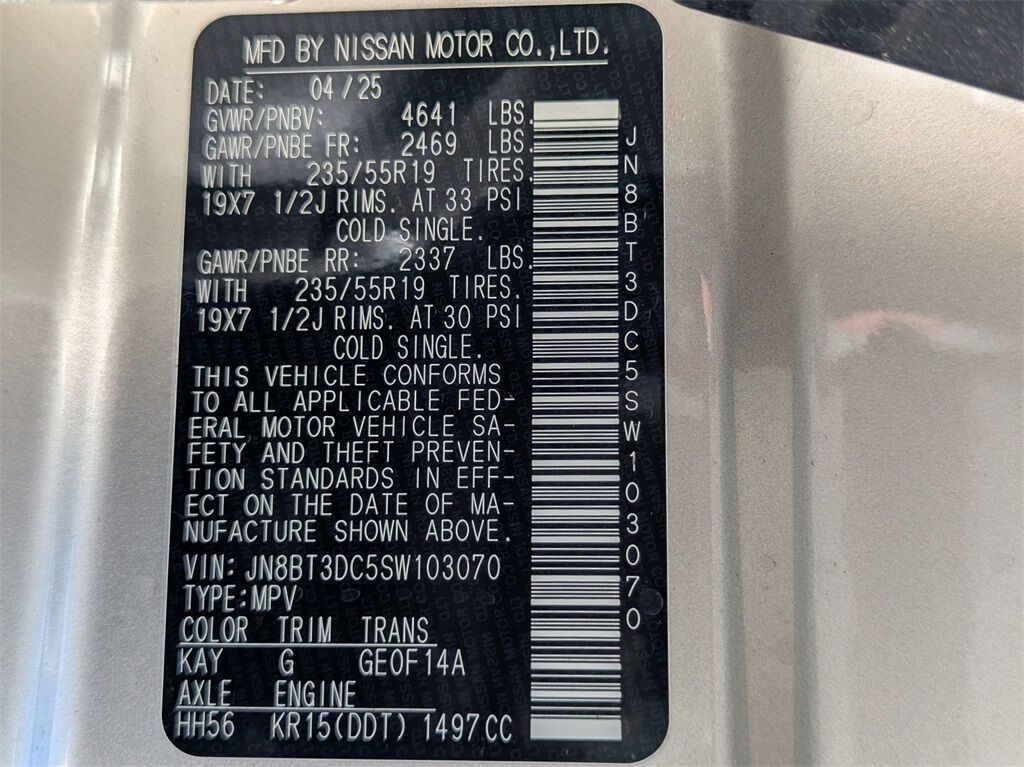 MFD BY NISSAN MOTOR CO.,LTD.
DATE: 04/25
GVWR/PNBV: 4641 LBS.
GAWR/PNBE FR: 2469 LBS.
WITH 235/55R19 TIRES.
19X7 1/2J RIMS. AT 33 PSI
COLD SINGLE.
GAWR/PNBE RR: 2337 LBS.
WITH 235/55R19 TIRES.
19X7 1/2J RIMS. AT 30 PSI
COLD SINGLE.
THIS VEHICLE CONFORMS
TO ALL APPLICABLE FED-
ERAL MOTOR VEHICLE SA-
FETY AND THEFT PREVEN-
TION STANDARDS IN EFF-
ECT ON THE DATE OF MA-
NUFACTURE SHOWN ABOVE.
VIN: JN8BT3DC5SW103070
TYPE:MPV
COLOR TRIM TRANS
KAY G GE0F14A
AXLE ENGINE
HH56 KR15(DDT) 1497CC
JN8BT3DC5SW103070